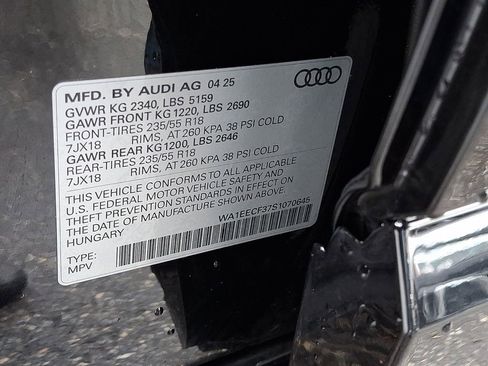 MFD. BY AUDI AG 04 25
GVWR KG 2340, LBS 5159
GAWR FRONT KG 1220, LBS 2690
FRONT-TIRES 235/55 R18
7JX18 RIMS, AT 260 KPA 38 PSI COLD
GAWR REAR KG1200, LBS 2646
REAR-TIRES 235/55 R18
7JX18 RIMS, AT 260 KPA 38 PSI COLD
THIS VEHICLE CONFORMS TO ALL APPLICABLE
U.S. FEDERAL MOTOR VEHICLE SAFETY AND
THEFT PREVENTION STANDARDS IN EFFECT ON
THE DATE OF MANUFACTURE SHOWN ABOVE.
HUNGARY WA1EECF37S1070645
TYPE:
MPV